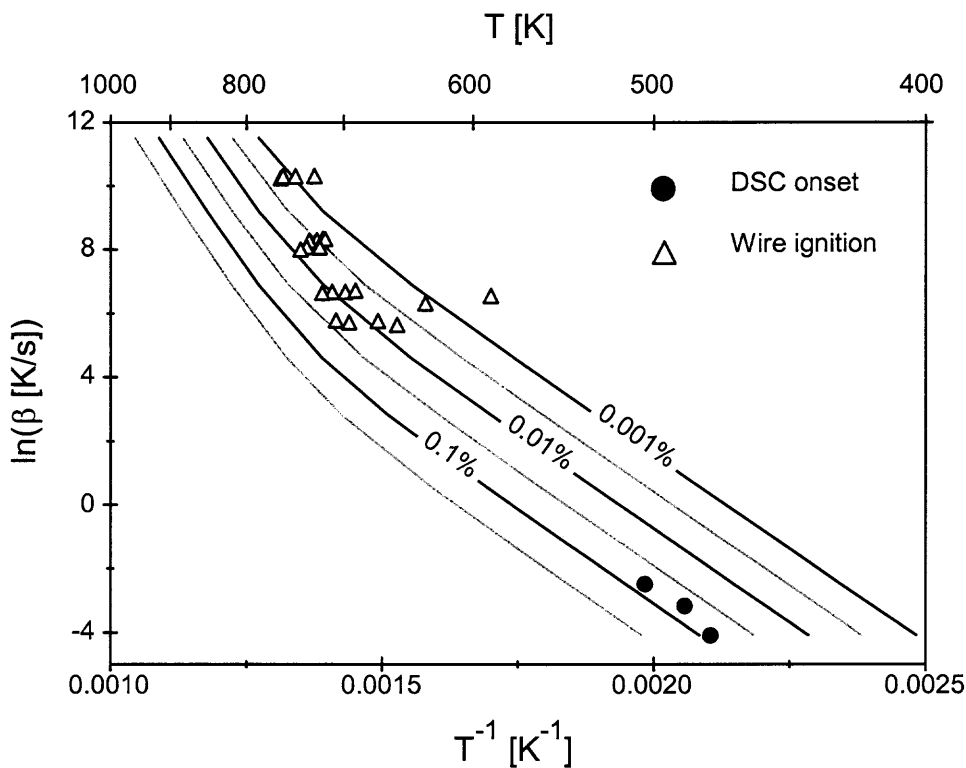 T [K]
1000 800 600 500 400
12
8
4
0
-4
ln(β [K/s])
DSC onset
Wire ignition
0.001%
0.01%
0.1%
0.0010 0.0015 0.0020 0.0025
T⁻¹ [K⁻¹]